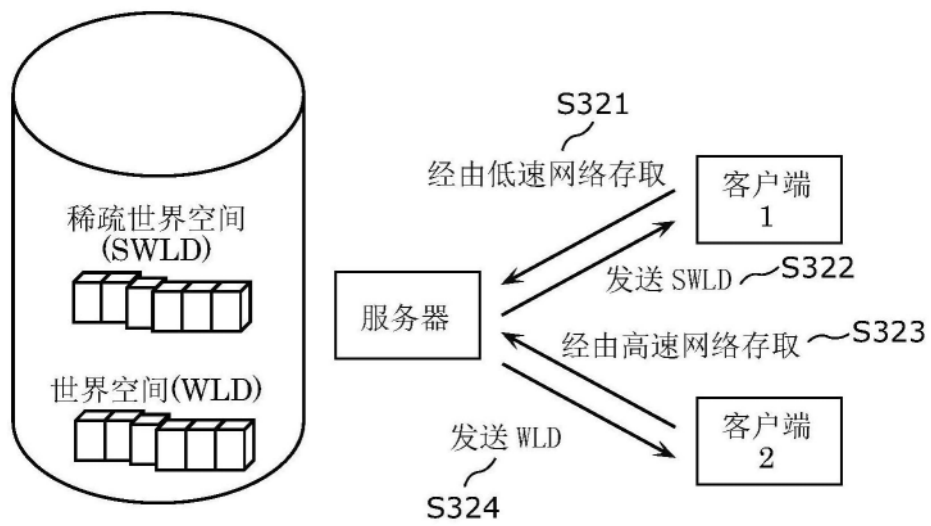 S321
经由低速网络存取
客户端
1
稀疏世界空间
(SWLD)
发送 SWLD
S322
服务器
经由高速网络存取
S323
世界空间(WLD)
发送 WLD
客户端
2
S324